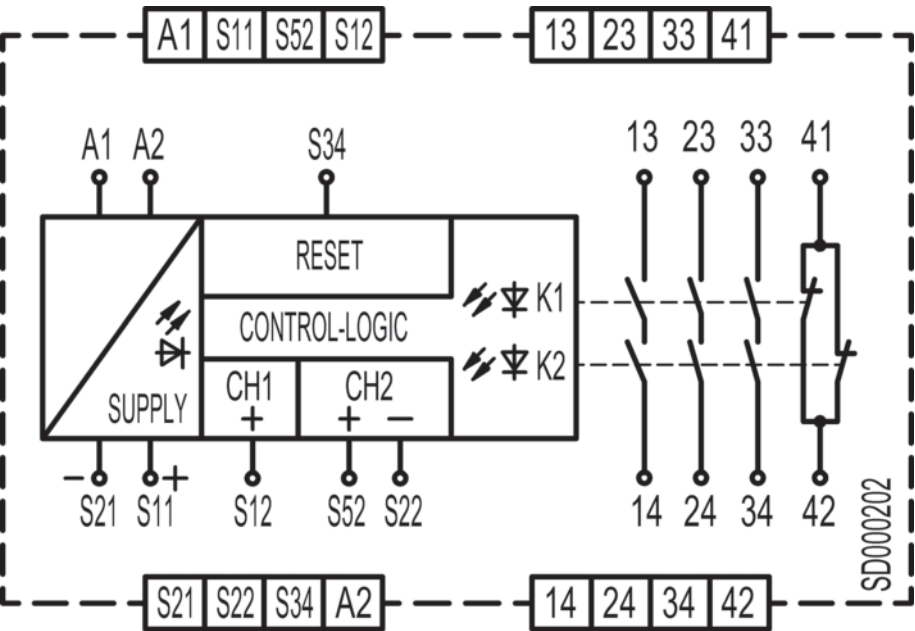 A1 S11 S52 S12 13 23 33 41
A1 A2 S34 13 23 33 41
RESET
K1
CONTROL-LOGIC
K2
CH1 CH2
SUPPLY + + −
− +
S21 S11 S12 S52 S22 14 24 34 42
SD000202
S21 S22 S34 A2 14 24 34 42